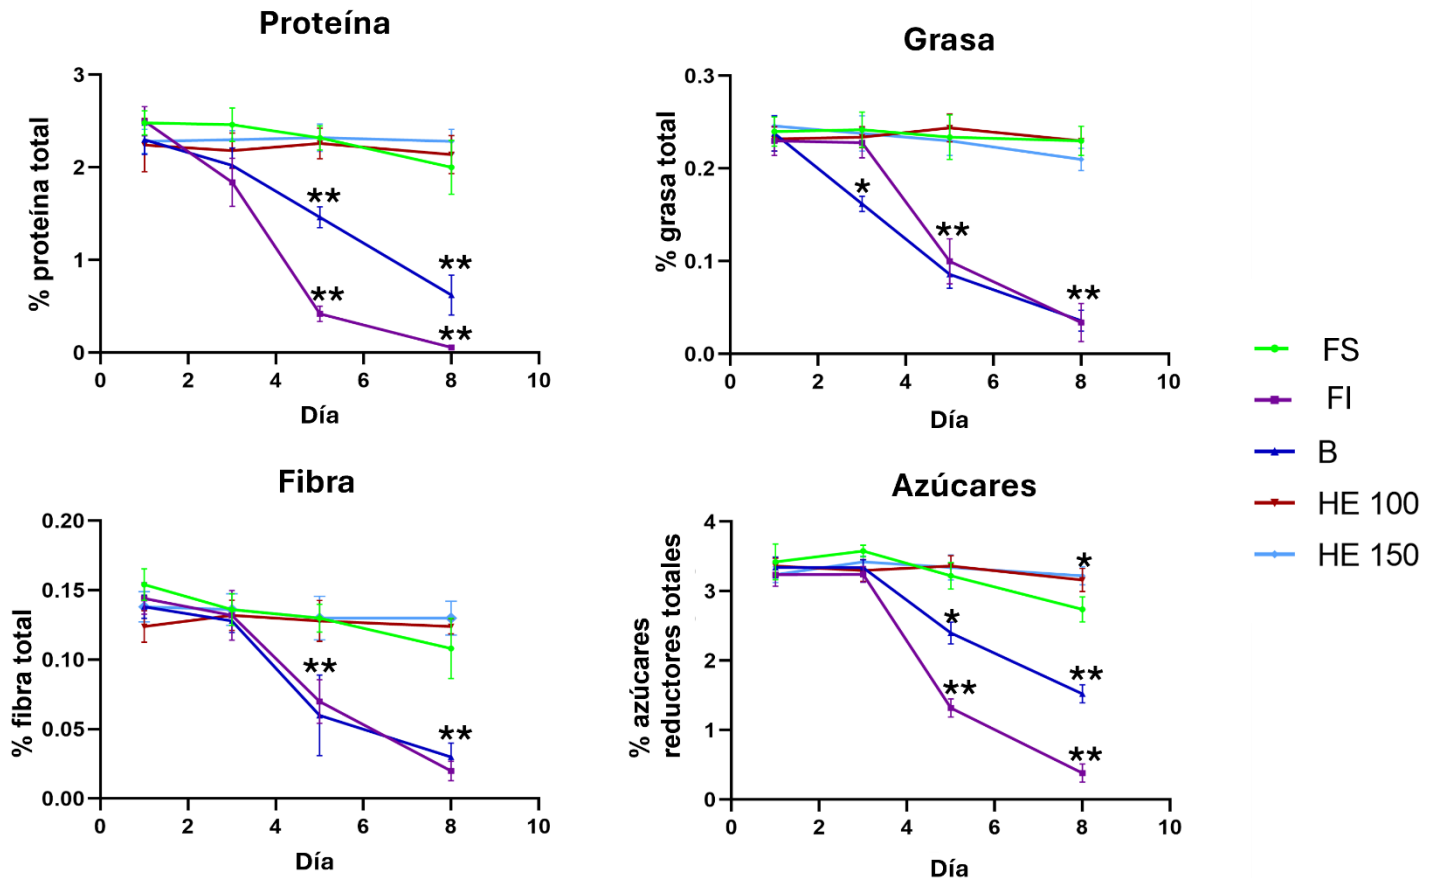 Proteína
3
2
1
0
% proteína total
**
**
**
**
0 2 4 6 8 10
Día
Grasa
0.3
0.2
0.1
0.0
% grasa total
*
**
**
0 2 4 6 8 10
Día
Fibra
0.20
0.15
0.10
0.05
0.00
% fibra total
**
**
0 2 4 6 8 10
Día
Azúcares
4
3
2
1
0
% azúcares
reductores totales
*
*
**
**
**
0 2 4 6 8 10
Día
FS
FI
B
HE 100
HE 150